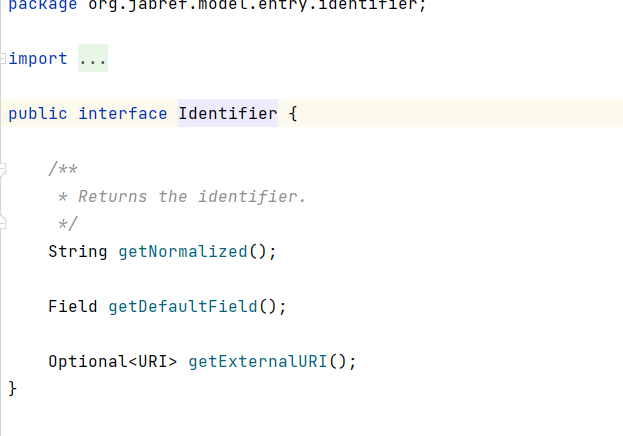 package org.jabref.model.entry.identifier;
import ...
public interface Identifier {
/**
* Returns the identifier.
*/
String getNormalized();
Field getDefaultField();
Optional<URI> getExternalURI();
}